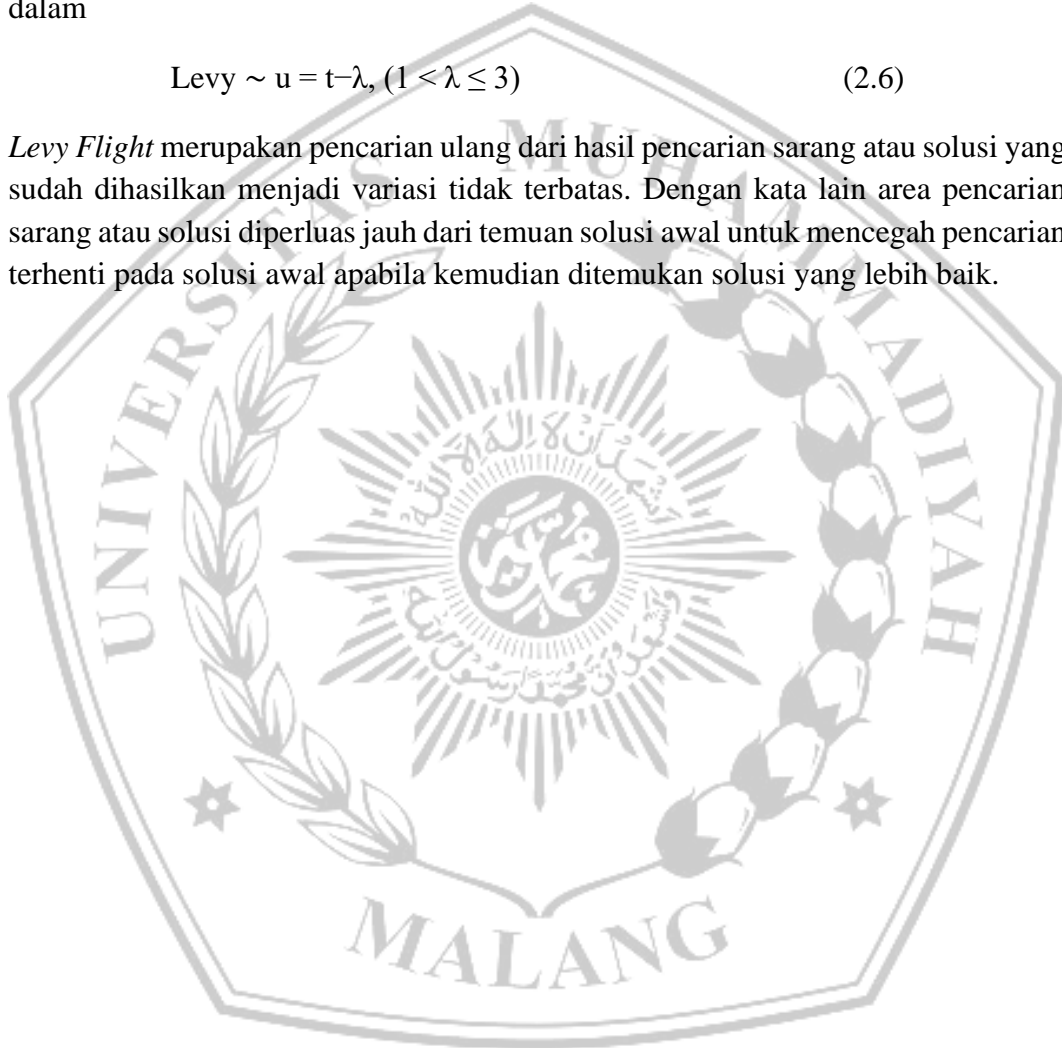 dalam
Levy ~ u = t−λ, (1 < λ ≤ 3) (2.6)
Levy Flight merupakan pencarian ulang dari hasil pencarian sarang atau solusi yang
sudah dihasilkan menjadi variasi tidak terbatas. Dengan kata lain area pencarian
sarang atau solusi diperluas jauh dari temuan solusi awal untuk mencegah pencarian
terhenti pada solusi awal apabila kemudian ditemukan solusi yang lebih baik.
UNIVERSITAS MUHAMMADIYAH
MALANG